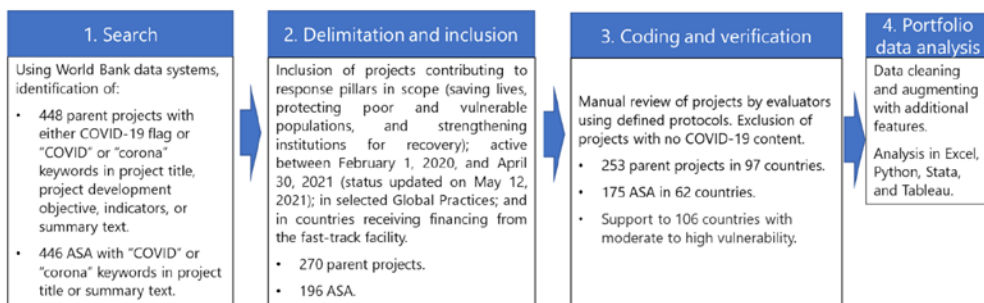 1. Search
Using World Bank data systems,
identification of:
• 448 parent projects with
either COVID-19 flag or
"COVID" or "corona"
keywords in project title,
project development
objective, indicators, or
summary text.
• 446 ASA with "COVID" or
"corona" keywords in project
title or summary text.
2. Delimitation and inclusion
Inclusion of projects contributing to
response pillars in scope (saving lives,
protecting poor and vulnerable
populations, and strengthening
institutions for recovery); active
between February 1, 2020, and April
30, 2021 (status updated on May 12,
2021); in selected Global Practices; and
in countries receiving financing from
the fast-track facility.
• 270 parent projects.
• 196 ASA.
3. Coding and verification
Manual review of projects by evaluators
using defined protocols. Exclusion of
projects with no COVID-19 content.
• 253 parent projects in 97 countries.
• 175 ASA in 62 countries.
• Support to 106 countries with
moderate to high vulnerability.
4. Portfolio
data analysis
Data cleaning
and augmenting
with additional
features.
Analysis in Excel,
Python, Stata,
and Tableau.